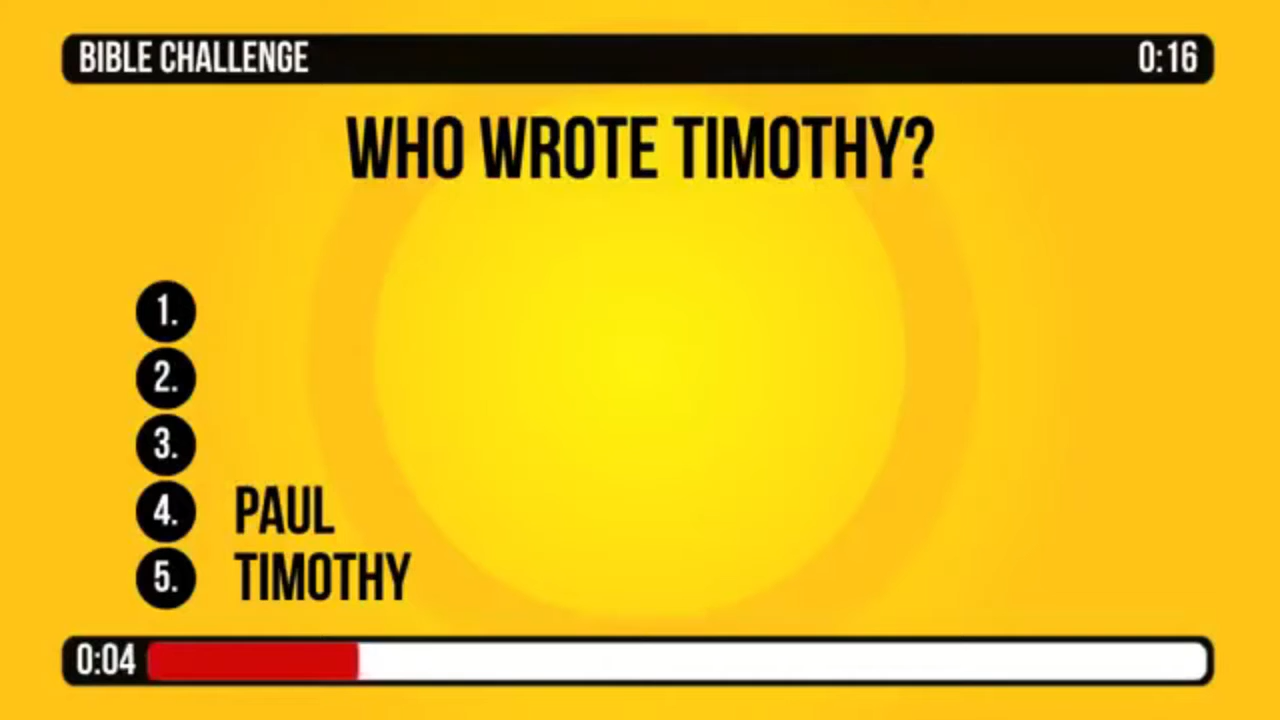 BIBLE CHALLENGE 0:16
WHO WROTE TIMOTHY?
1.
2.
3.
4. PAUL
5. TIMOTHY
0:04